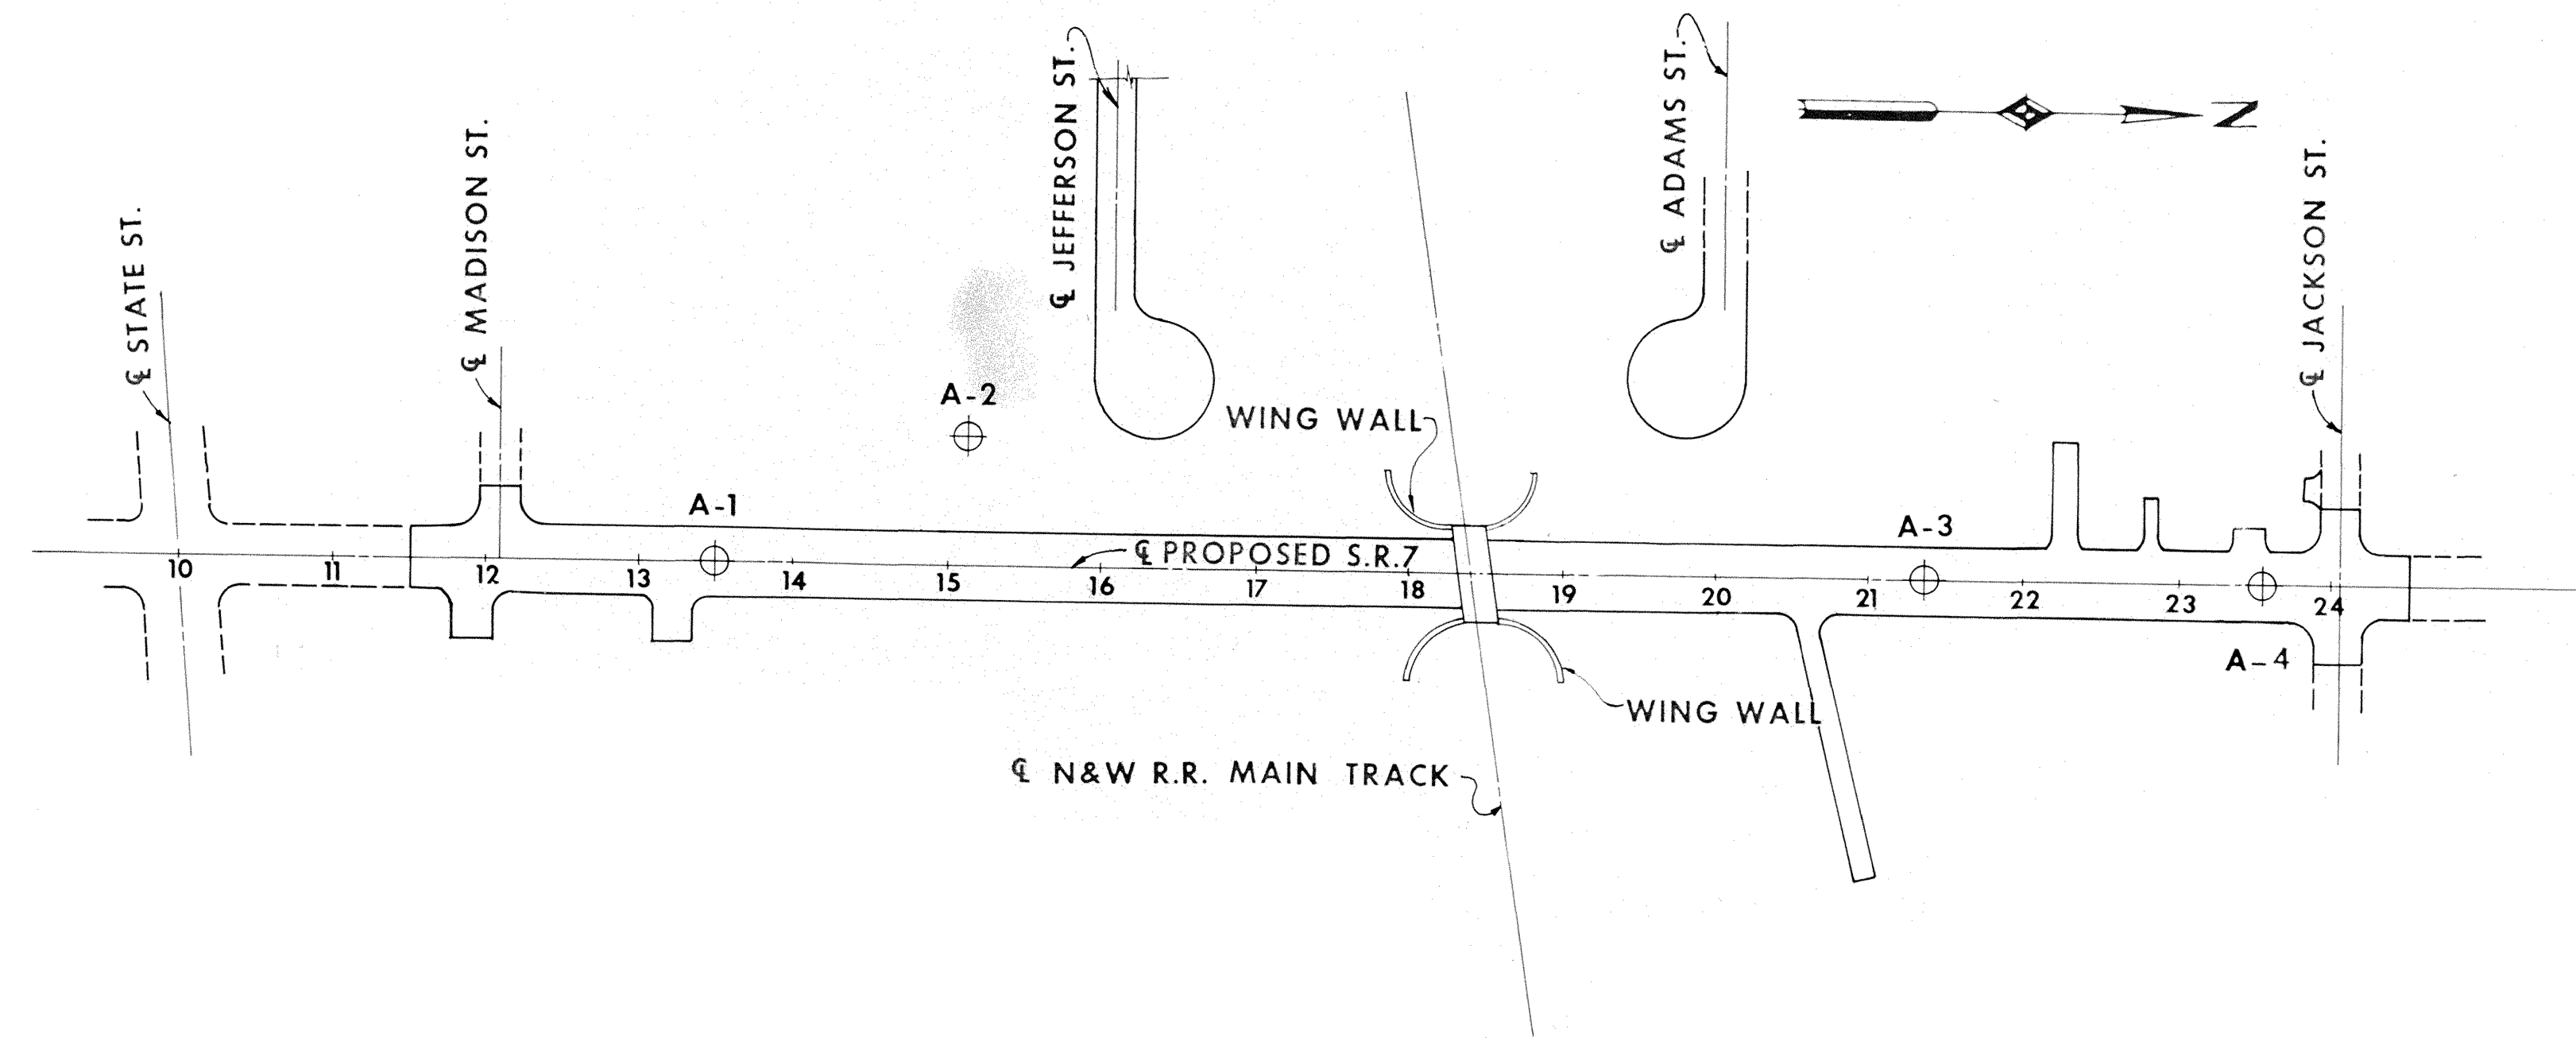 ℄ STATE ST.
℄ MADISON ST.
℄ JEFFERSON ST.
℄ ADAMS ST.
N
℄ JACKSON ST.
A-2
WING WALL
A-1
A-3
℄ PROPOSED S.R.7
10 11 12 13 14 15 16 17 18 19 20 21 22 23 24
A-4
WING WALL
℄ N&W R.R. MAIN TRACK